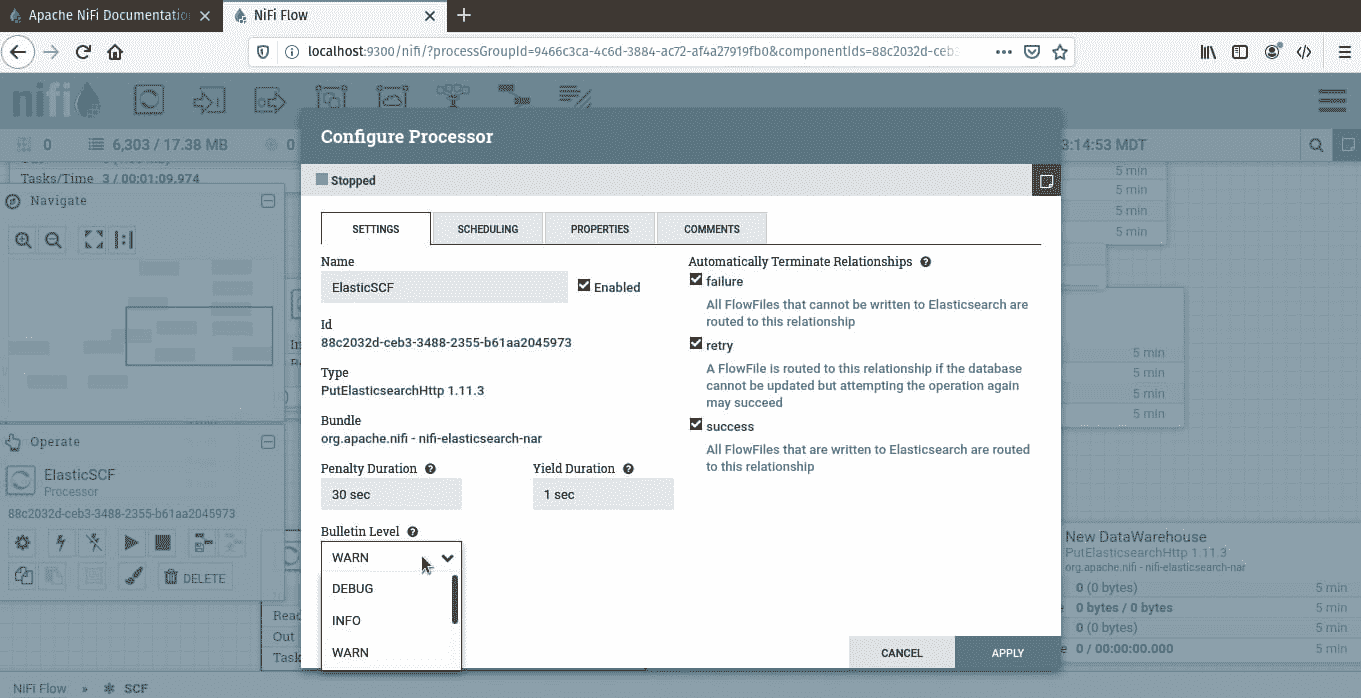 Apache NiFi Documentatio
NiFi Flow
localhost:9300/nifi/?processGroupId=9466c3ca-4c6d-3884-ac72-af4a27919fb0&componentIds=88c2032d-ceb3
nifi
0
6,303 / 17.38 MB
0
3:14:53 MDT
Tasks/Time 3 / 00:01:09.974
5 min
5 min
5 min
5 min
Navigate
Configure Processor
Stopped
SETTINGS
SCHEDULING
PROPERTIES
COMMENTS
Name
ElasticSCF
Enabled
Id
88c2032d-ceb3-3488-2355-b61aa2045973
Type
PutElasticsearchHttp 1.11.3
Bundle
org.apache.nifi - nifi-elasticsearch-nar
Penalty Duration
30 sec
Yield Duration
1 sec
Bulletin Level
WARN
DEBUG
INFO
WARN
Automatically Terminate Relationships
failure
All FlowFiles that cannot be written to Elasticsearch are
routed to this relationship
retry
A FlowFile is routed to this relationship if the database
cannot be updated but attempting the operation again
may succeed
success
All FlowFiles that are written to Elasticsearch are routed
to this relationship
CANCEL
APPLY
5 min
5 min
5 min
5 min
Operate
ElasticSCF
Processor
88c2032d-ceb3-3488-2355-b61aa2045973
DELETE
Out
New DataWarehouse
PutElasticsearchHttp 1.11.3
org.apache.nifi - nifi-elasticsearch-nar
0 (0 bytes)
5 min
0 bytes / 0 bytes
5 min
0 (0 bytes)
5 min
0 / 00:00:00.000
5 min
NiFi Flow » SCF